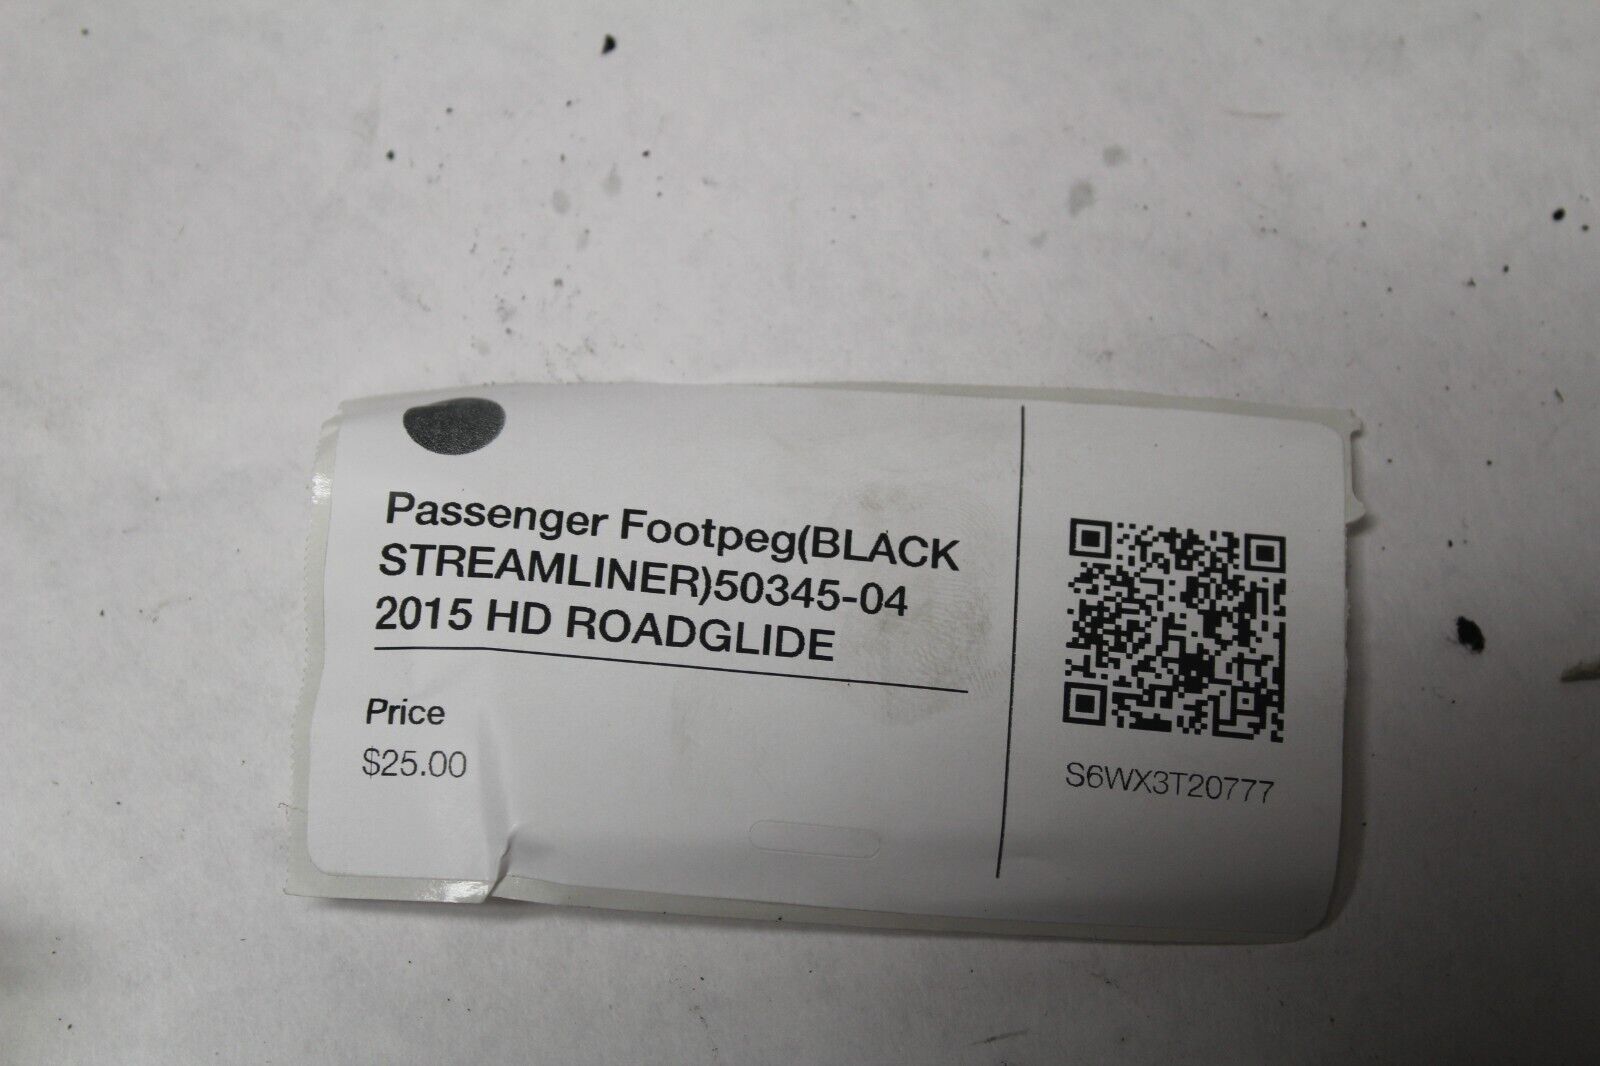 Passenger Footpeg(BLACK
STREAMLINER)50345-04
2015 HD ROADGLIDE
Price
$25.00
S6WX3T20777